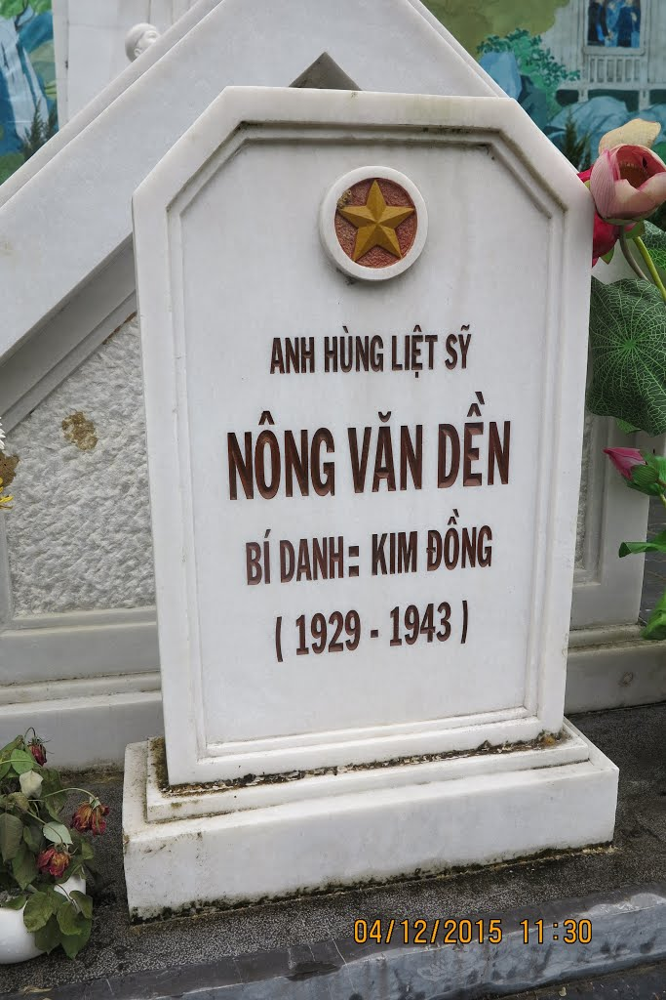 ANH HÙNG LIỆT SỸ
NÔNG VĂN DỀN
BÍ DANH: KIM ĐỒNG
( 1929 - 1943 )
04/12/2015 11:30